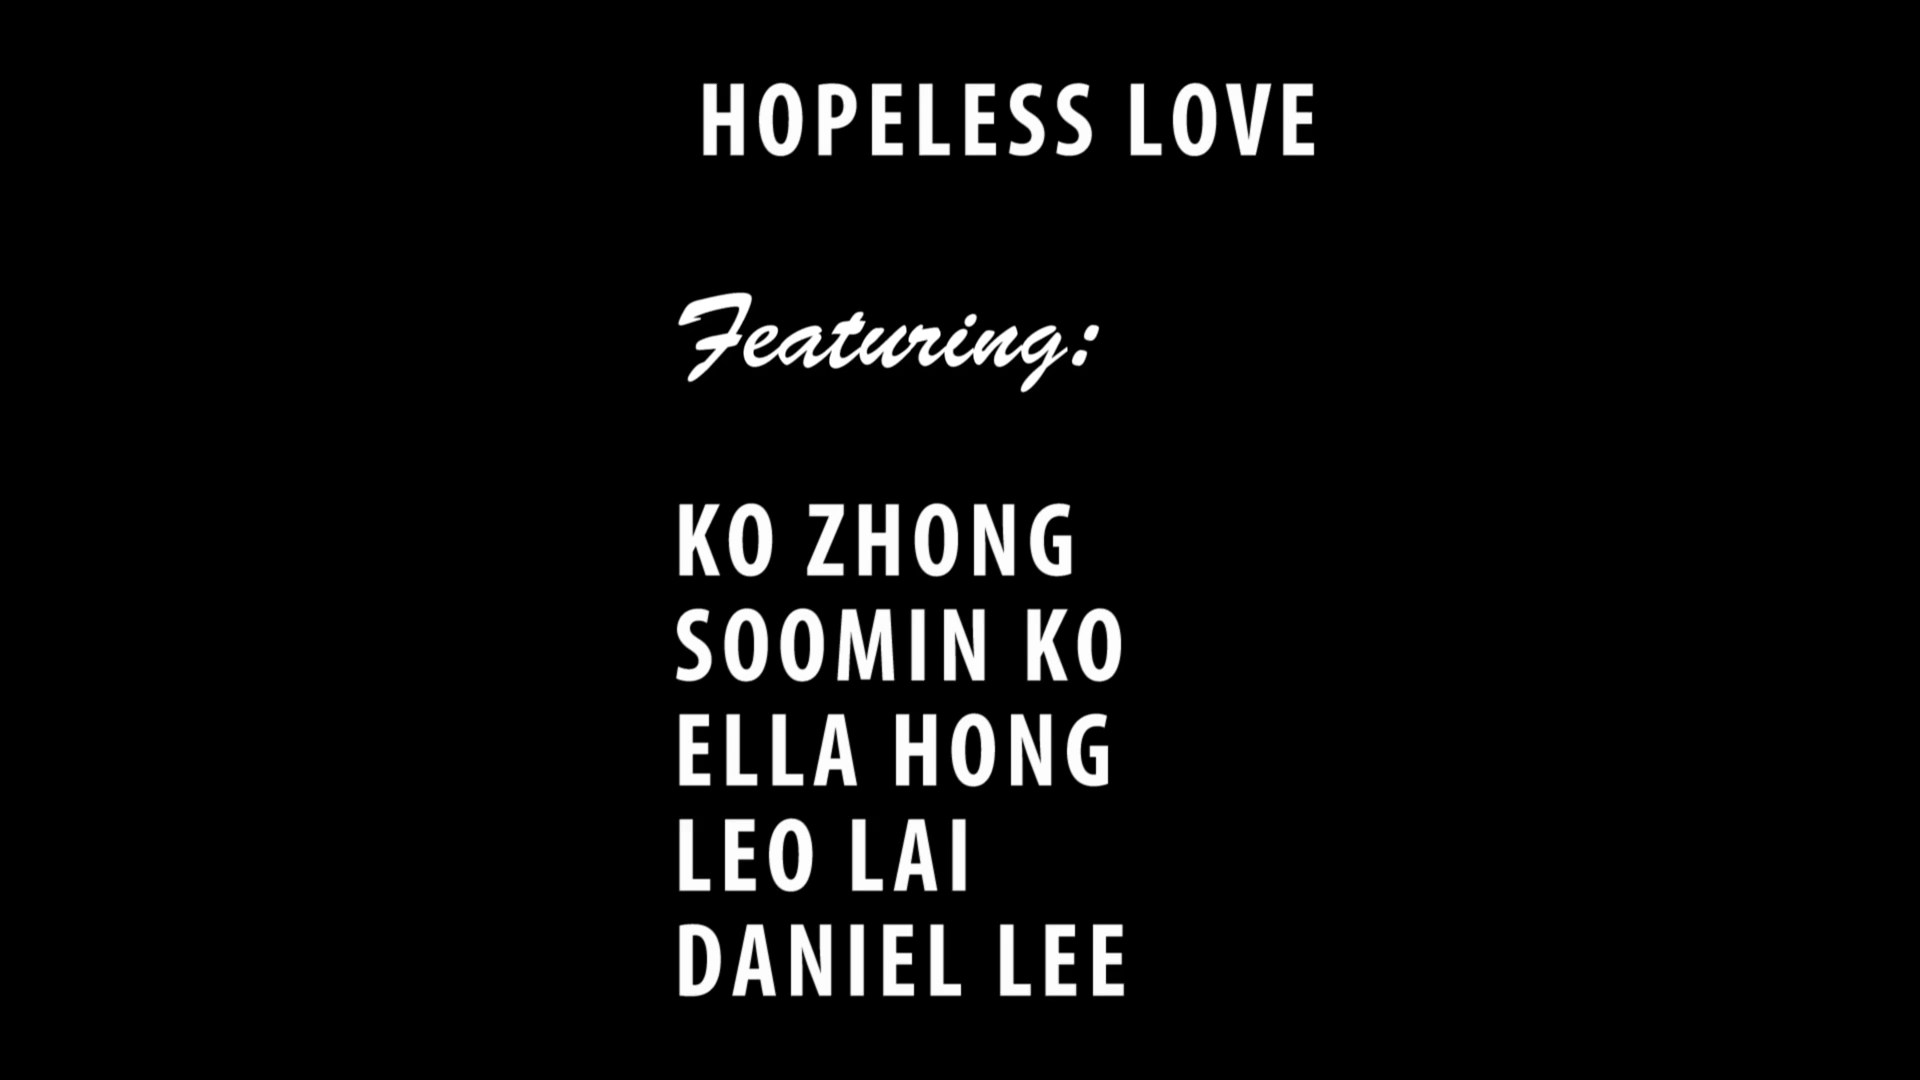 HOPELESS LOVE
Featuring:
KO ZHONG
SOOMIN KO
ELLA HONG
LEO LAI
DANIEL LEE